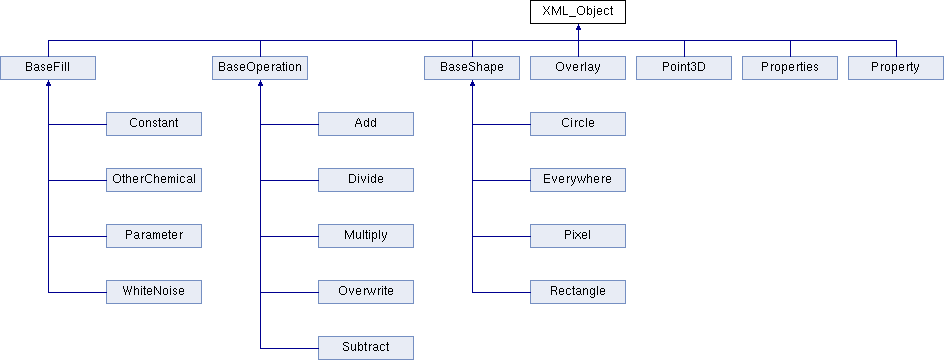 XML_Object
BaseFill
BaseOperation
BaseShape
Overlay
Point3D
Properties
Property
Constant
Add
Circle
OtherChemical
Divide
Everywhere
Parameter
Multiply
Pixel
WhiteNoise
Overwrite
Rectangle
Subtract